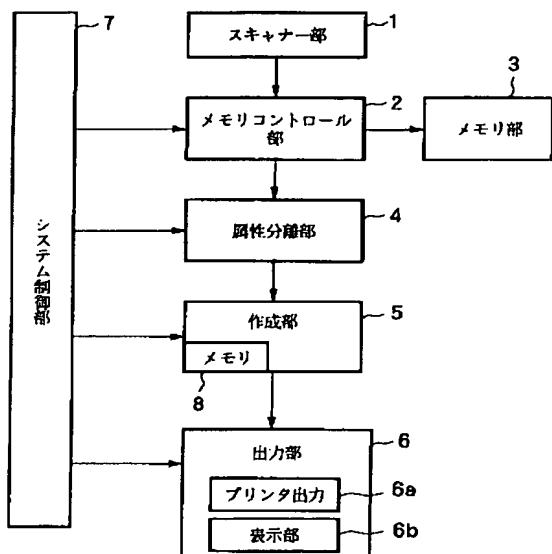 7
システム制御部
スキャナー部
1
メモリコントロール
部
2
メモリ部
3
属性分離部
4
作成部
5
メモリ
8
出力部
6
プリンタ出力
6a
表示部
6b